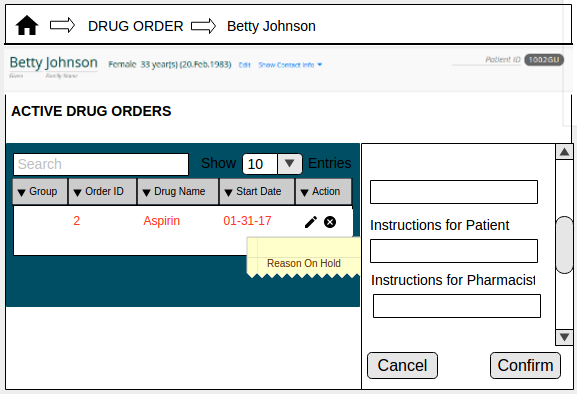 DRUG ORDER Betty Johnson
Betty Johnson Female 33 year(s) (20.Feb.1983) Edit Show Contact Info Patient ID 1002GU
Given Family Name
ACTIVE DRUG ORDERS
Search Show 10 Entries
Group Order ID Drug Name Start Date Action
2 Aspirin 01-31-17
Reason On Hold
Instructions for Patient
Instructions for Pharmacist
Cancel Confirm